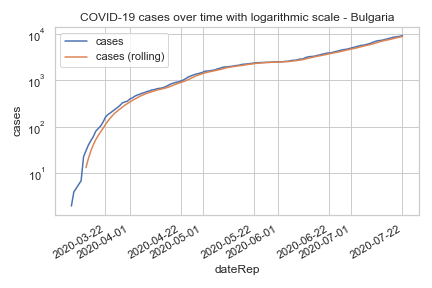 COVID-19 cases over time with logarithmic scale - Bulgaria
cases
cases (rolling)
10⁴
10³
10²
10¹
cases
2020-03-22
2020-04-01
2020-04-22
2020-05-01
2020-05-22
2020-06-01
2020-06-22
2020-07-01
2020-07-22
dateRep